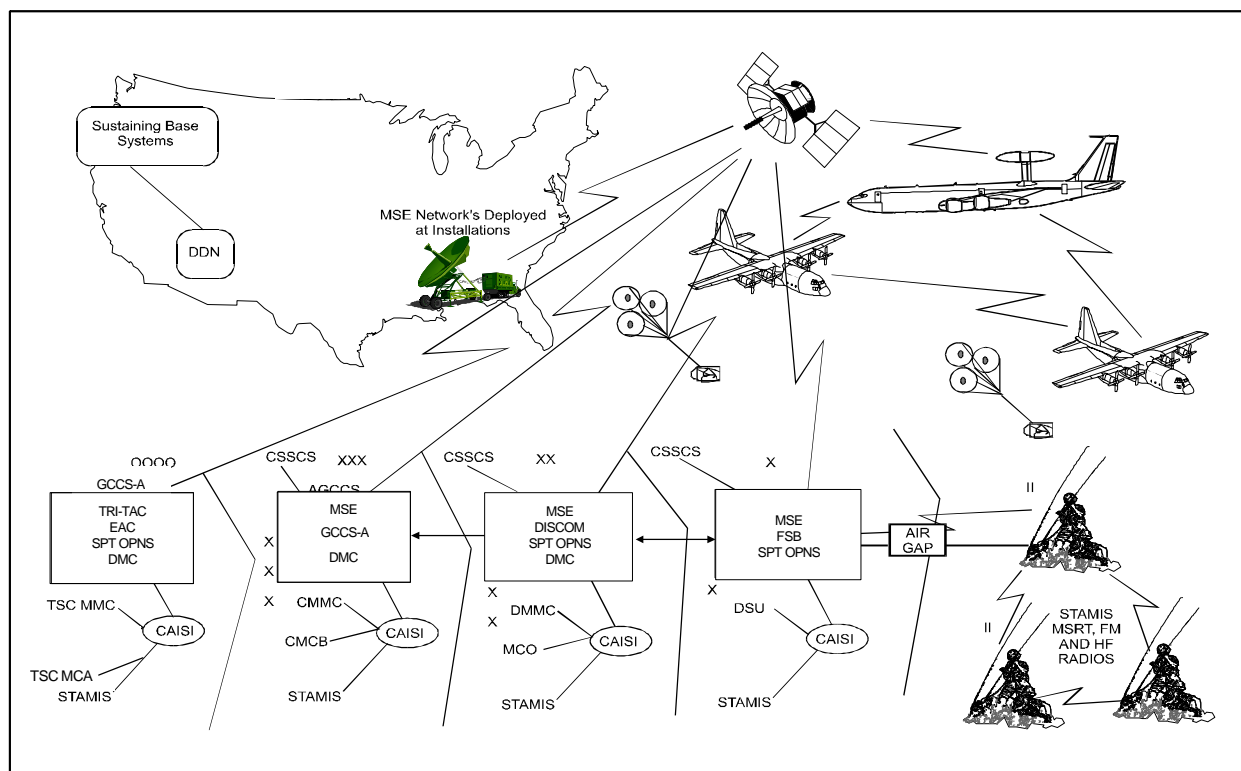 Sustaining Base
Systems
DDN
MSE Network's Deployed
at Installations
OOOO
GCCS-A
TRI-TAC
EAC
SPT OPNS
DMC
TSC MMC
CAISI
TSC MCA
STAMIS
CSSCS
XXX
AGCCS
MSE
GCCS-A
DMC
X
X
X
CMMC
CMCB
CAISI
STAMIS
CSSCS
XX
MSE
DISCOM
SPT OPNS
DMC
X
X
DMMC
MCO
CAISI
STAMIS
CSSCS
X
MSE
FSB
SPT OPNS
X
DSU
CAISI
STAMIS
AIR
GAP
II
II
STAMIS
MSRT, FM
AND HF
RADIOS